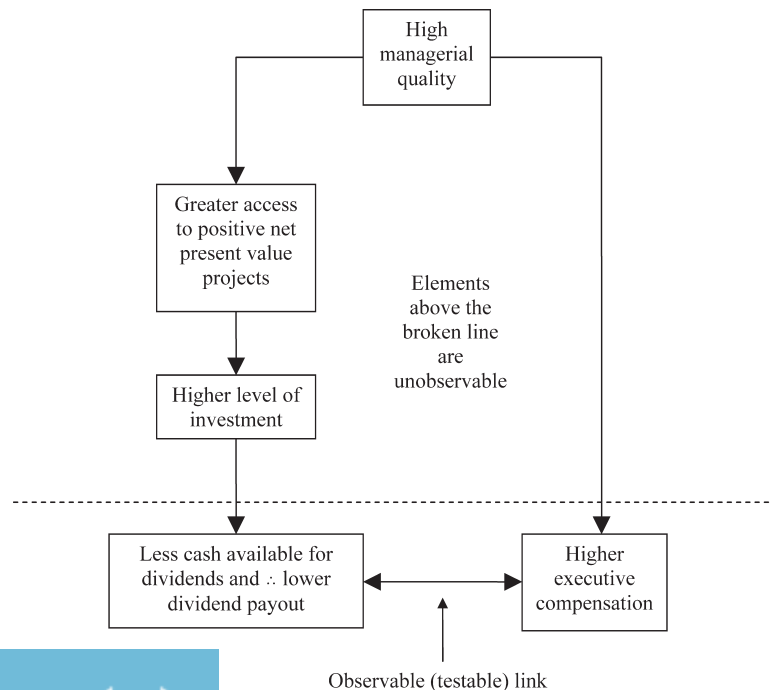 High
managerial
quality
Greater access
to positive net
present value
projects
Elements
above the
broken line
are
unobservable
Higher level of
investment
Less cash available for
dividends and ∴ lower
dividend payout
Higher
executive
compensation
Observable (testable) link